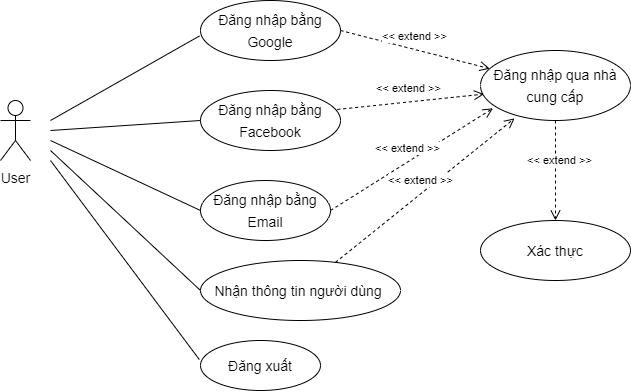 Đăng nhập bằng
Google
<< extend >>
Đăng nhập qua nhà
cung cấp
Đăng nhập bằng
Facebook
<< extend >>
User
Đăng nhập bằng
Email
<< extend >>
<< extend >>
<< extend >>
Xác thực
Nhận thông tin người dùng
Đăng xuất